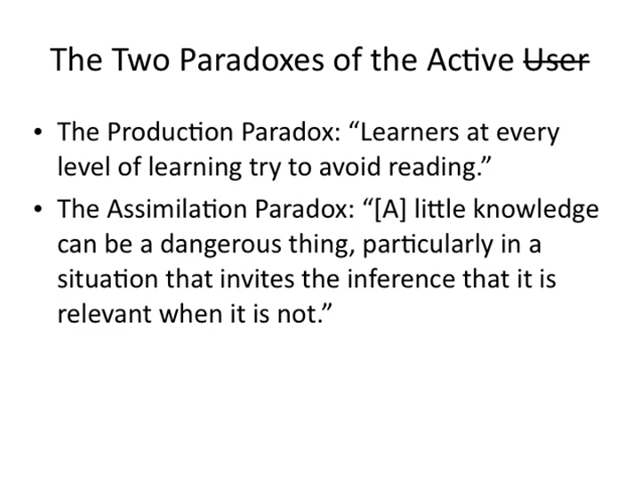 The Two Paradoxes of the Active User
• The Production Paradox: “Learners at every
level of learning try to avoid reading.”
• The Assimilation Paradox: “[A] little knowledge
can be a dangerous thing, particularly in a
situation that invites the inference that it is
relevant when it is not.”